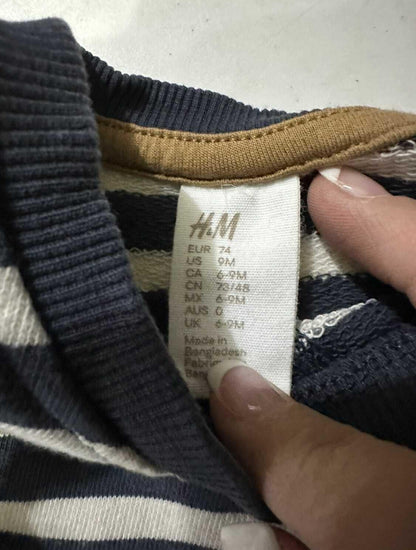 H&M
EUR 74
US 9M
CA 6-9M
CN 73/48
MX 6-9M
AUS 0
UK 6-9M
Made in
Bangladesh